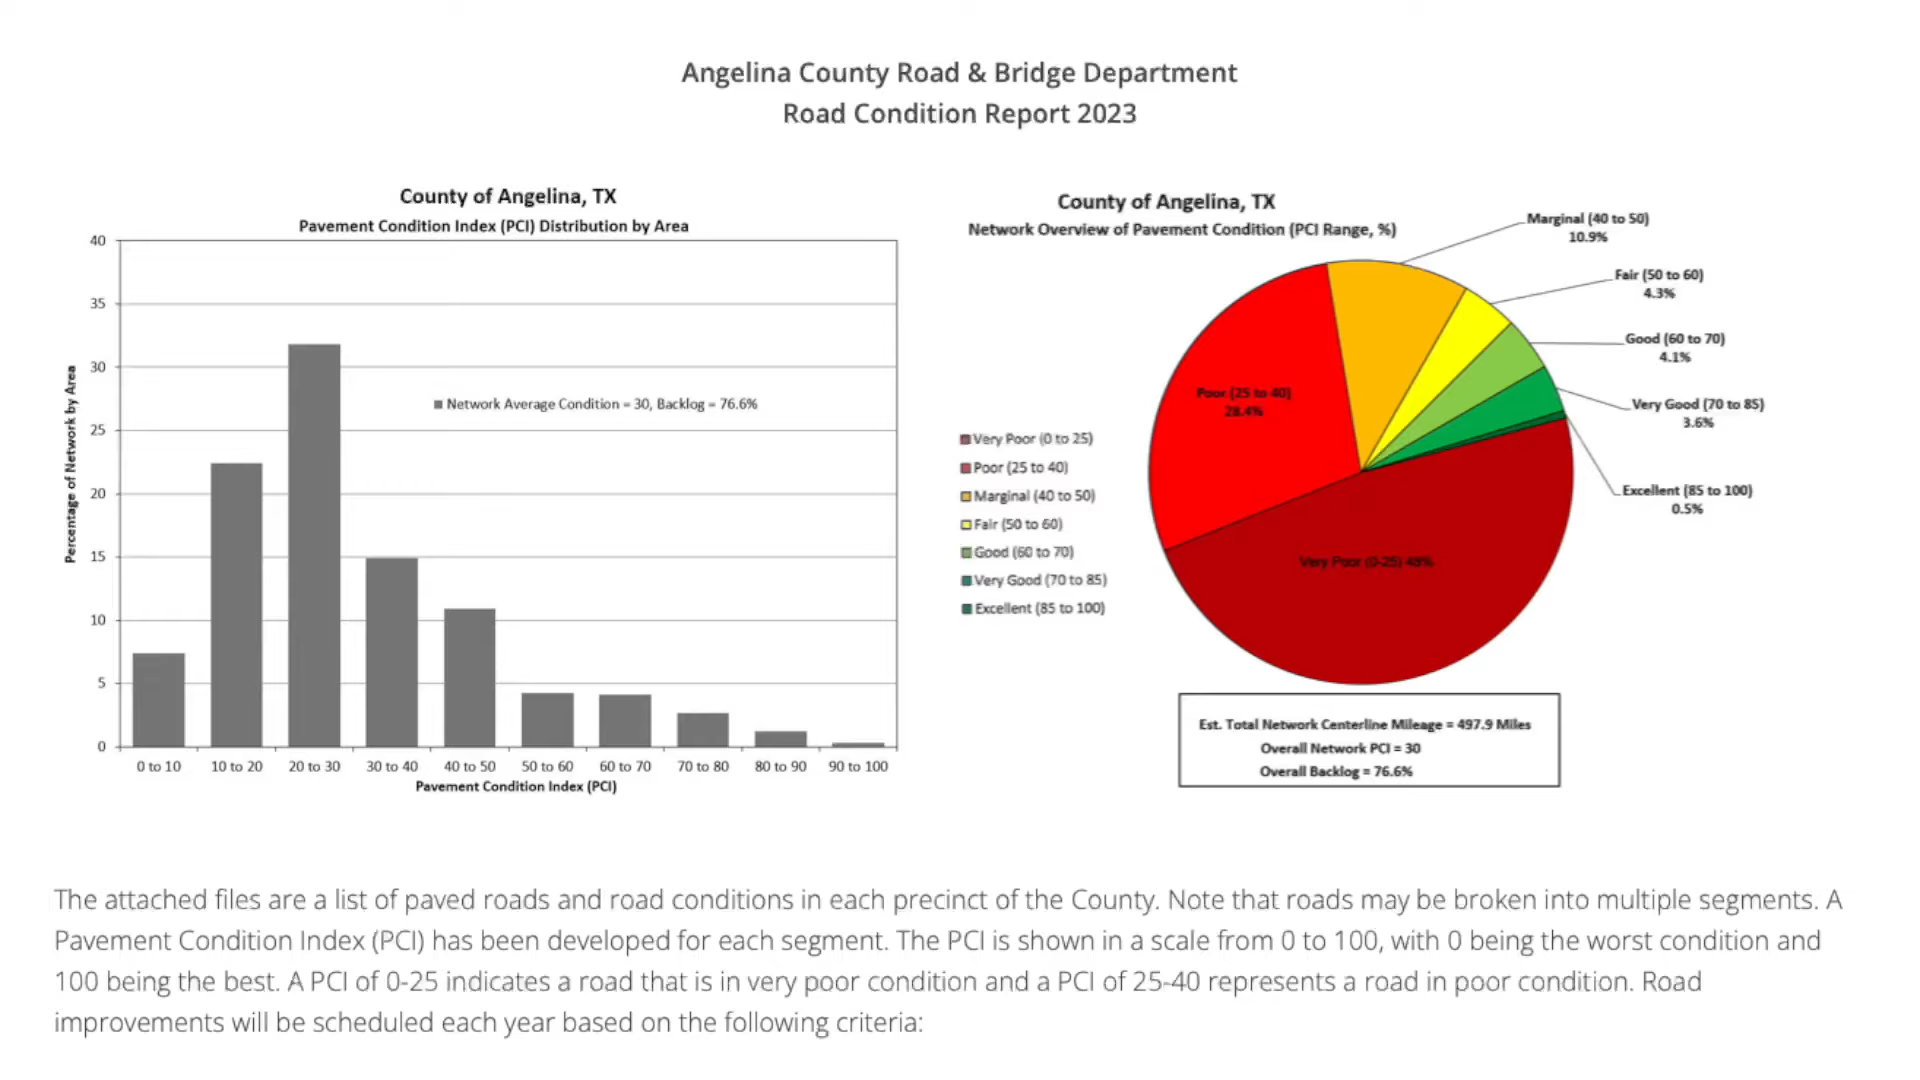 Angelina County Road & Bridge Department
Road Condition Report 2023
County of Angelina, TX
Pavement Condition Index (PCI) Distribution by Area
40
35
30
25
20
15
10
5
0
Percentage of Network by Area
Network Average Condition = 30, Backlog = 76.6%
0 to 10
10 to 20
20 to 30
30 to 40
40 to 50
50 to 60
60 to 70
70 to 80
80 to 90
90 to 100
Pavement Condition Index (PCI)
County of Angelina, TX
Network Overview of Pavement Condition (PCI Range, %)
Very Poor (0 to 25)
Poor (25 to 40)
Marginal (40 to 50)
Fair (50 to 60)
Good (60 to 70)
Very Good (70 to 85)
Excellent (85 to 100)
Marginal (40 to 50)
10.9%
Fair (50 to 60)
4.3%
Good (60 to 70)
4.1%
Very Good (70 to 85)
3.6%
Excellent (85 to 100)
0.5%
Poor (25 to 40)
28.4%
Very Poor (0-25) 48%
Est. Total Network Centerline Mileage = 497.9 Miles
Overall Network PCI = 30
Overall Backlog = 76.6%
The attached files are a list of paved roads and road conditions in each precinct of the County. Note that roads may be broken into multiple segments. A
Pavement Condition Index (PCI) has been developed for each segment. The PCI is shown in a scale from 0 to 100, with 0 being the worst condition and
100 being the best. A PCI of 0-25 indicates a road that is in very poor condition and a PCI of 25-40 represents a road in poor condition. Road
improvements will be scheduled each year based on the following criteria: